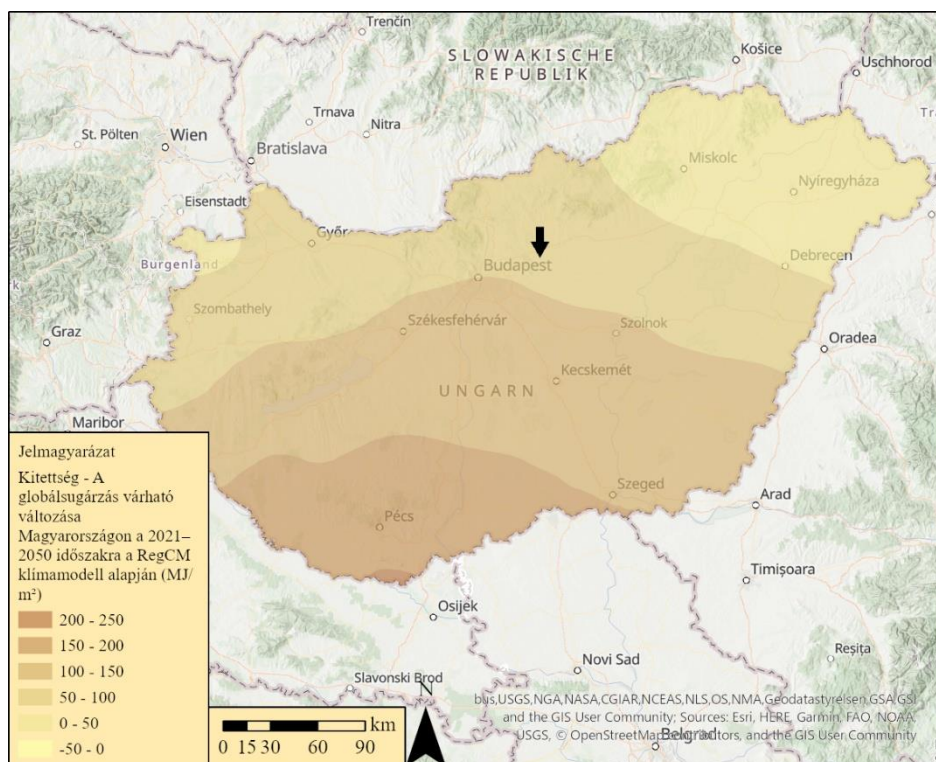 Trenčín
SLOWAKISCHE
REPUBLIK
Košice
Uschhorod
Trnava
Nitra
St. Pölten
Wien
Bratislava
Miskolc
Nyíregyháza
Eisenstadt
Győr
Burgenland
Budapest
Debrecen
Szombathely
Székesfehérvár
Szolnok
Graz
Oradea
UNGARN
Kecskemét
Maribor
Szeged
Arad
Pécs
Timișoara
Osijek
Reșița
Novi Sad
Slavonski Brod
Belgrad
Jelmagyarázat
Kitettség - A
globálsugárzás várható
változása
Magyarországon a 2021–
2050 időszakra a RegCM
klímamodell alapján (MJ/
m²)
200 - 250
150 - 200
100 - 150
50 - 100
0 - 50
-50 - 0
N
km
0 15 30 60 90
bus,USGS,NGA,NASA,CGIAR,NCEAS,NLS,OS,NMA,Geodatastyrelsen,GSA,GSI
and the GIS User Community; Sources: Esri, HERE, Garmin, FAO, NOAA,
USGS, © OpenStreetMap contributors, and the GIS User Community